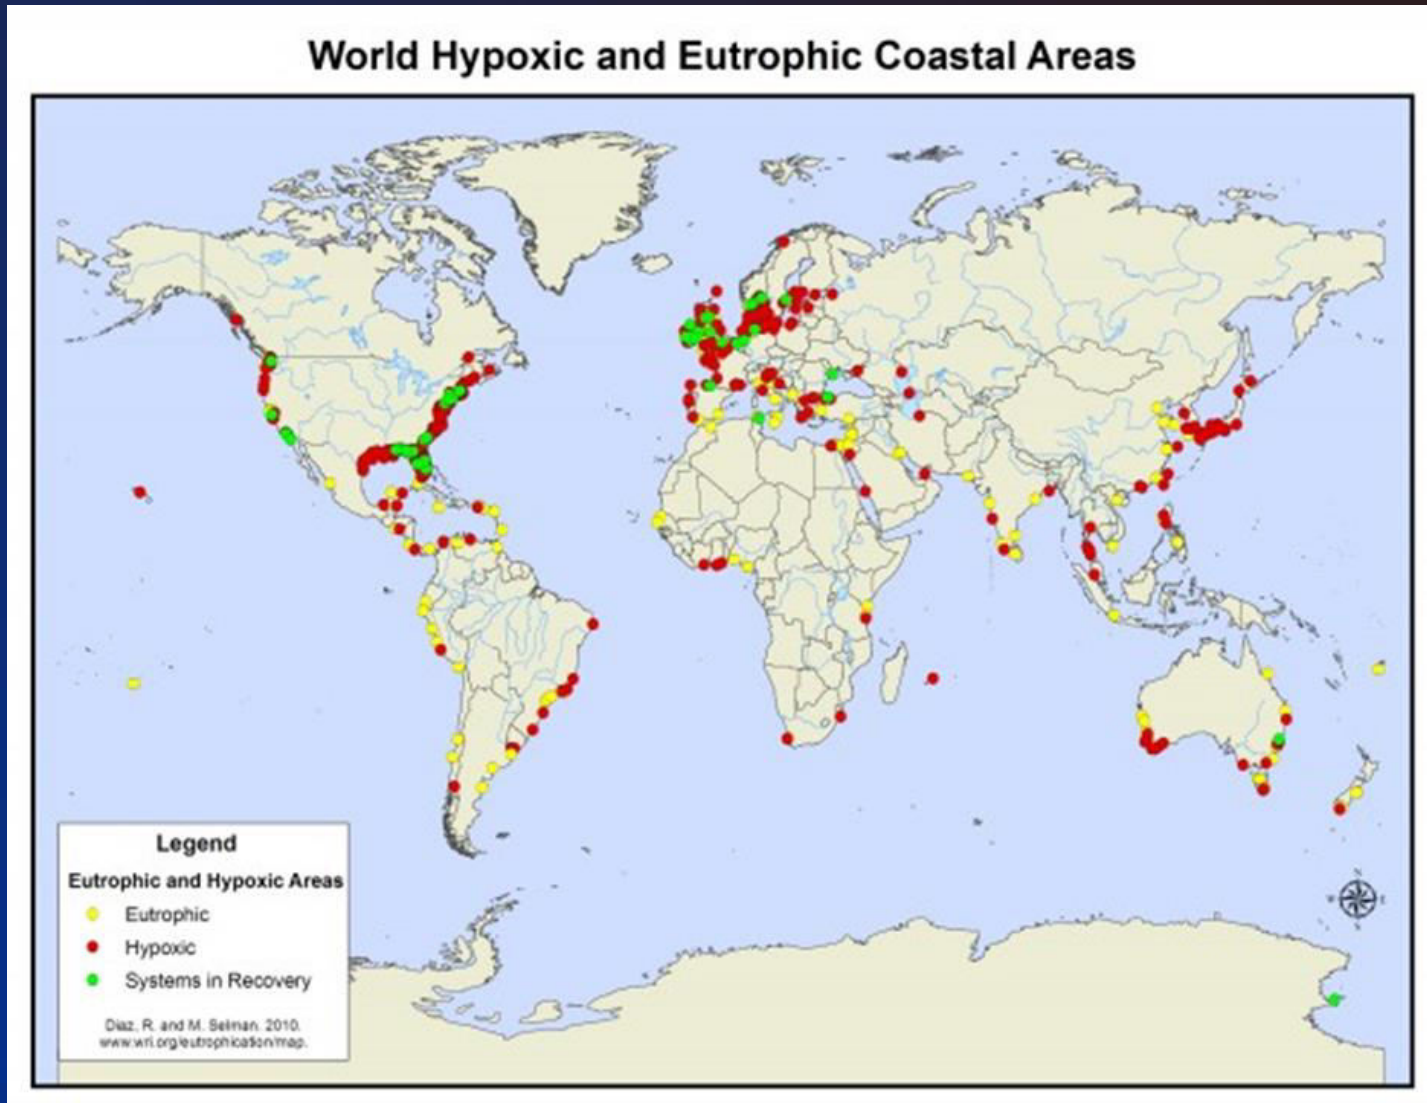 World Hypoxic and Eutrophic Coastal Areas
Legend
Eutrophic and Hypoxic Areas
Eutrophic
Hypoxic
Systems in Recovery
Diaz, R. and M. Selman. 2010.
www.wri.org/eutrophication/map.